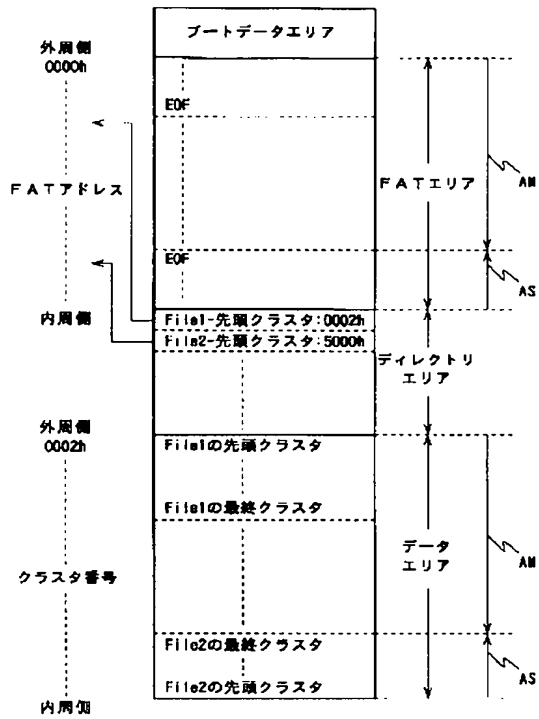 ブートデータエリア
外周側
0000h
EOF
FATアドレス
FATエリア
AM
EOF
AS
内周側
File1-先頭クラスタ:0002h
File2-先頭クラスタ:5000h
ディレクトリ
エリア
外周側
0002h
File1の先頭クラスタ
File1の最終クラスタ
データ
エリア
AM
クラスタ番号
File2の最終クラスタ
AS
File2の先頭クラスタ
内周側